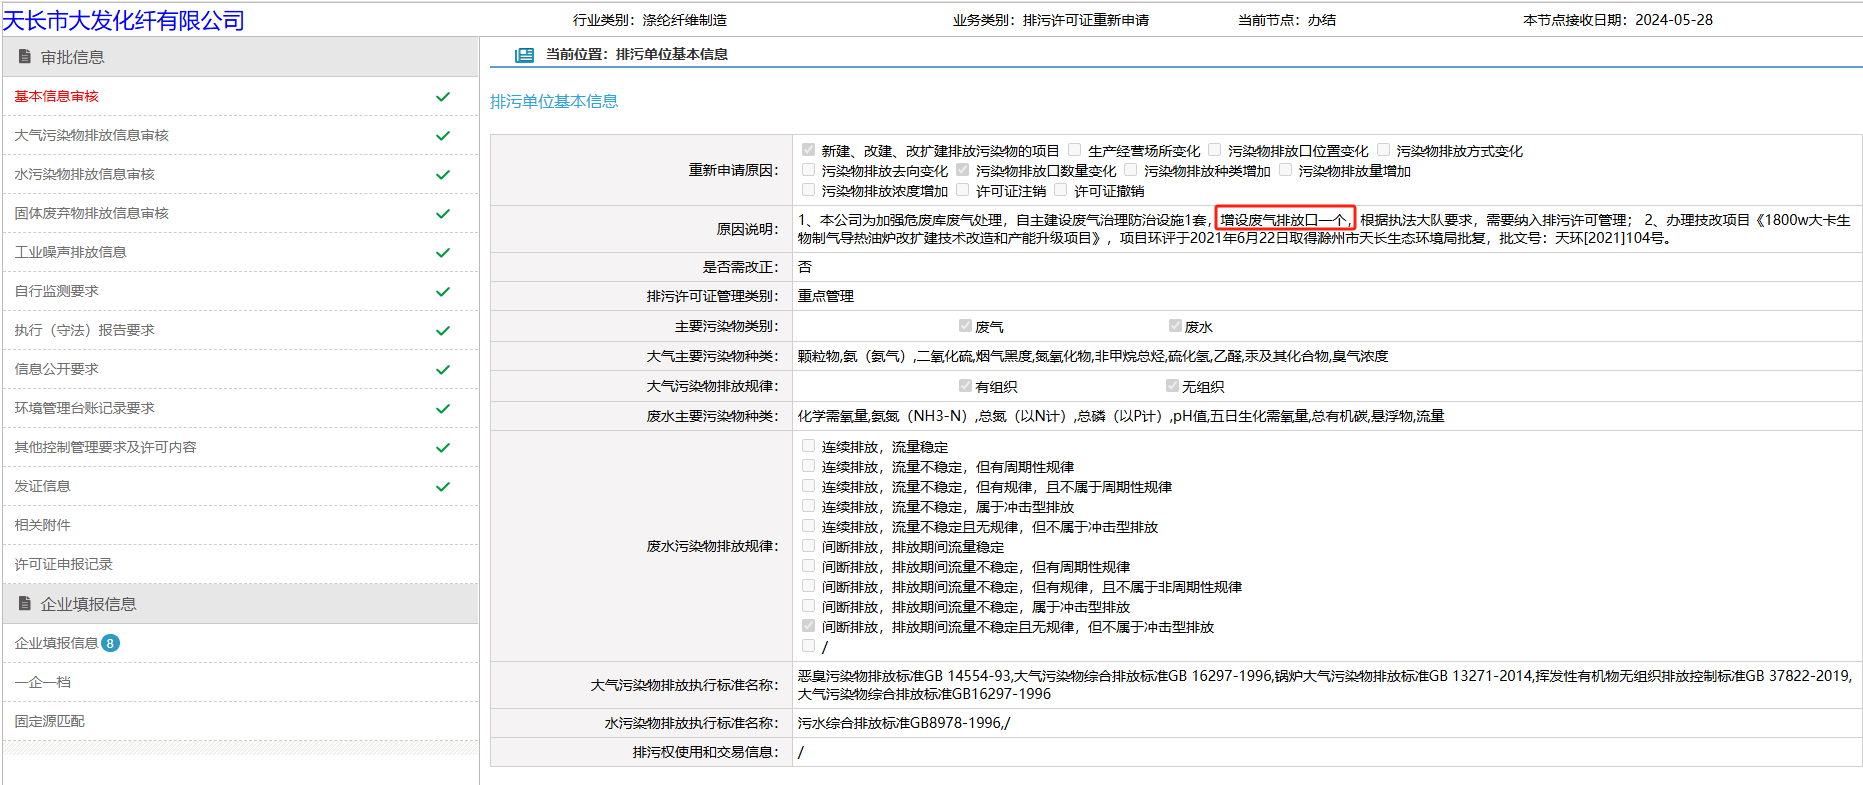 天长市大发化纤有限公司
行业类别：涤纶纤维制造
业务类别：排污许可证重新申请
当前节点：办结
本节点接收日期：2024-05-28
审批信息
基本信息审核
大气污染物排放信息审核
水污染物排放信息审核
固体废弃物排放信息审核
工业噪声排放信息
自行监测要求
执行（守法）报告要求
信息公开要求
环境管理台账记录要求
其他控制管理要求及许可内容
发证信息
相关附件
许可证申报记录
企业填报信息
企业填报信息 8
一企一档
固定源匹配
当前位置：排污单位基本信息
排污单位基本信息
重新申请原因：
新建、改建、改扩建排放污染物的项目 生产经营场所变化 污染物排放口位置变化 污染物排放方式变化
污染物排放去向变化 污染物排放口数量变化 污染物排放种类增加 污染物排放量增加
污染物排放浓度增加 许可证注销 许可证撤销
原因说明：
1、本公司为加强危废库废气处理，自主建设废气治理防治设施1套，增设废气排放口一个，根据执法大队要求，需要纳入排污许可管理； 2、办理技改项目《1800w大卡生
物制气导热油炉改扩建技术改造和产能升级项目》，项目环评于2021年6月22日取得滁州市天长生态环境局批复，批文号：天环[2021]104号。
是否需改正：
否
排污许可证管理类别：
重点管理
主要污染物类别：
废气 废水
大气主要污染物种类：
颗粒物,氨（氨气）,二氧化硫,烟气黑度,氮氧化物,非甲烷总烃,硫化氢,乙醛,汞及其化合物,臭气浓度
大气污染物排放规律：
有组织 无组织
废水主要污染物种类：
化学需氧量,氨氮（NH3-N）,总氮（以N计）,总磷（以P计）,pH值,五日生化需氧量,总有机碳,悬浮物,流量
废水污染物排放规律：
连续排放，流量稳定
连续排放，流量不稳定，但有周期性规律
连续排放，流量不稳定，但有规律，且不属于周期性规律
连续排放，流量不稳定，属于冲击型排放
连续排放，流量不稳定且无规律，但不属于冲击型排放
间断排放，排放期间流量稳定
间断排放，排放期间流量不稳定，但有周期性规律
间断排放，排放期间流量不稳定，但有规律，且不属于非周期性规律
间断排放，排放期间流量不稳定，属于冲击型排放
间断排放，排放期间流量不稳定且无规律，但不属于冲击型排放
/
大气污染物排放执行标准名称：
恶臭污染物排放标准GB 14554-93,大气污染物综合排放标准GB 16297-1996,锅炉大气污染物排放标准GB 13271-2014,挥发性有机物无组织排放控制标准GB 37822-2019,
大气污染物综合排放标准GB16297-1996
水污染物排放执行标准名称：
污水综合排放标准GB8978-1996,/
排污权使用和交易信息：
/